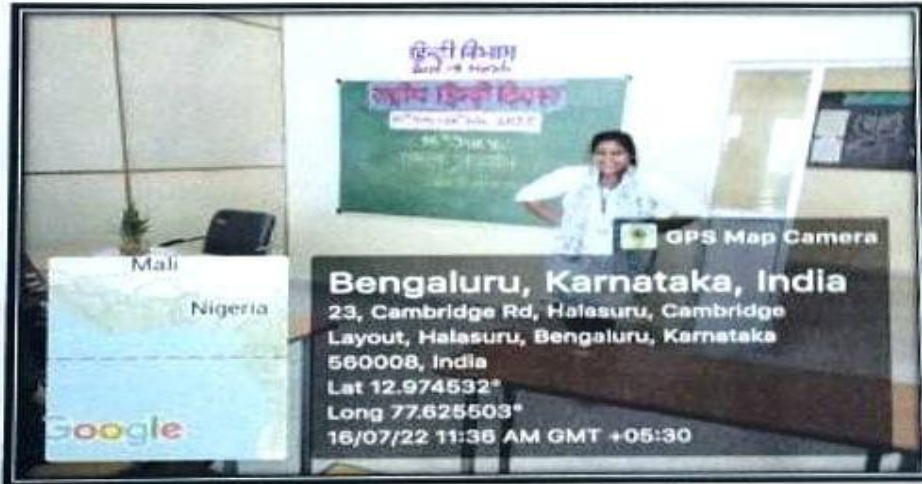 हिन्दी विभाग
हिन्दी दिवस
GPS Map Camera
Mali
Nigeria
Google
Bengaluru, Karnataka, India
23, Cambridge Rd, Halasuru, Cambridge
Layout, Halasuru, Bengaluru, Karnataka
560008, India
Lat 12.974532°
Long 77.625503°
16/07/22 11:36 AM GMT +05:30